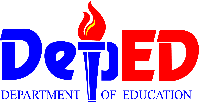 DepED
DEPARTMENT OF EDUCATION